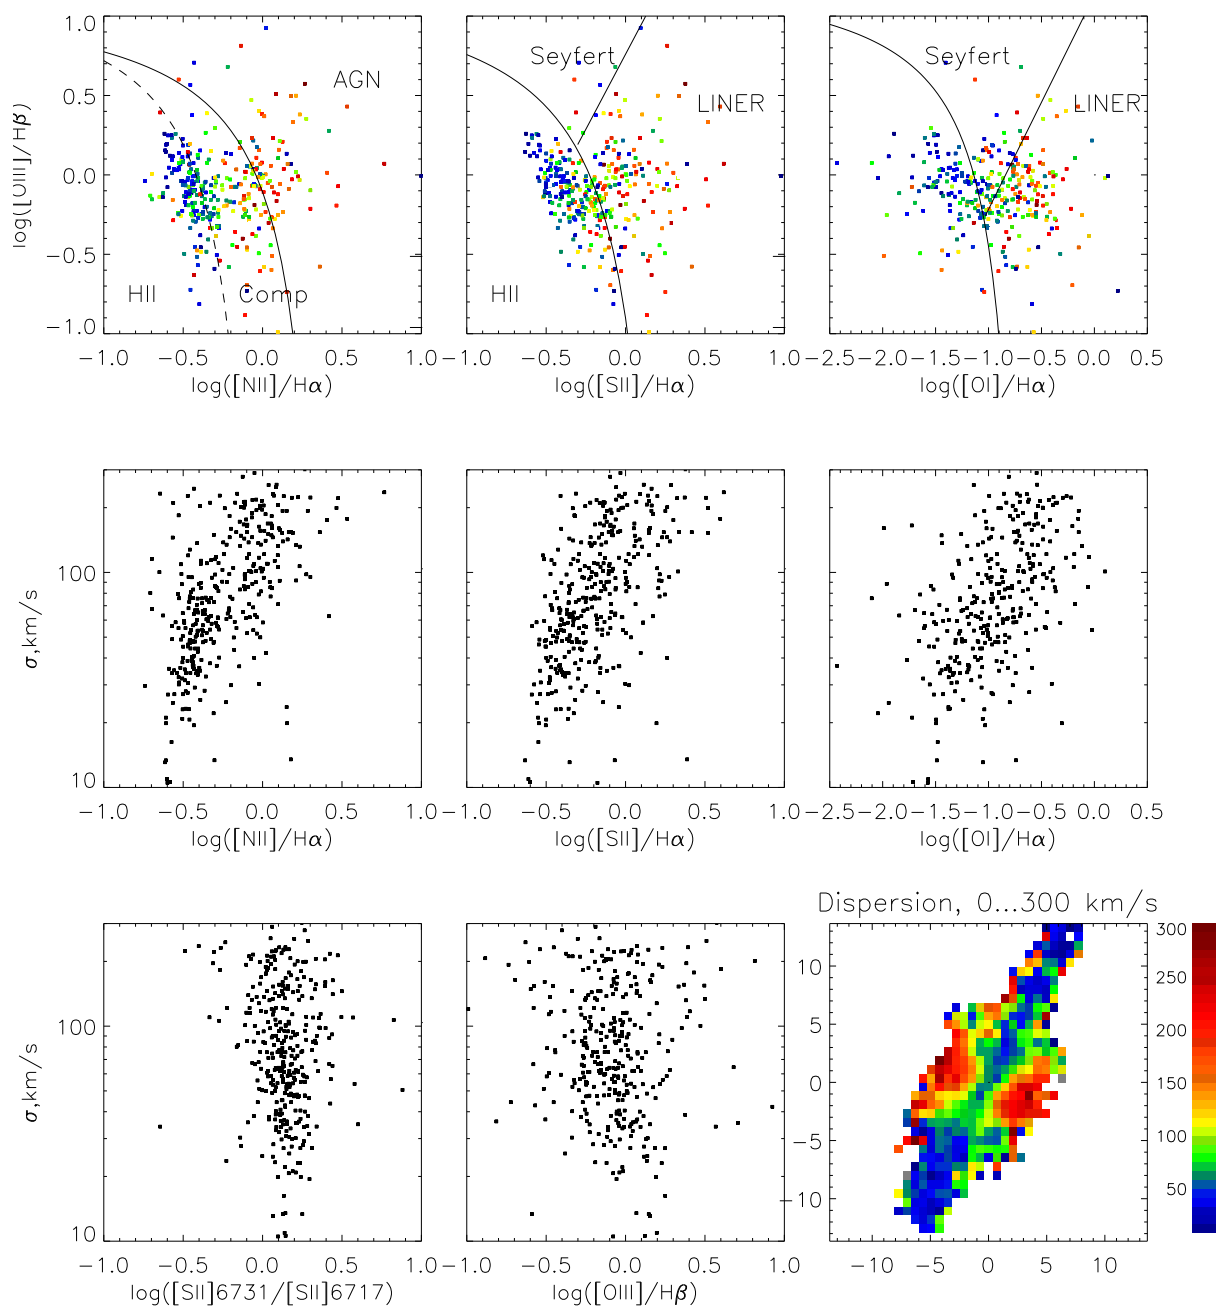 1.0
0.5
0.0
−0.5
−1.0
log([OIII]/Hβ)
AGN
HII
Comp
−1.0 −0.5 0.0 0.5 1.0
log([NII]/Hα)
Seyfert
LINER
HII
−1.0 −0.5 0.0 0.5 1.0
log([SII]/Hα)
Seyfert
LINER
−2.5 −2.0 −1.5 −1.0 −0.5 0.0 0.5
log([OI]/Hα)
100
10
σ,km/s
−1.0 −0.5 0.0 0.5 1.0
log([NII]/Hα)
−1.0 −0.5 0.0 0.5 1.0
log([SII]/Hα)
−2.5 −2.0 −1.5 −1.0 −0.5 0.0 0.5
log([OI]/Hα)
100
10
σ,km/s
−1.0 −0.5 0.0 0.5 1.0
log([SII]6731/[SII]6717)
−1.0 −0.5 0.0 0.5 1.0
log([OIII]/Hβ)
Dispersion, 0...300 km/s
10
5
0
−5
−10
−10 −5 0 5 10
300
250
200
150
100
50